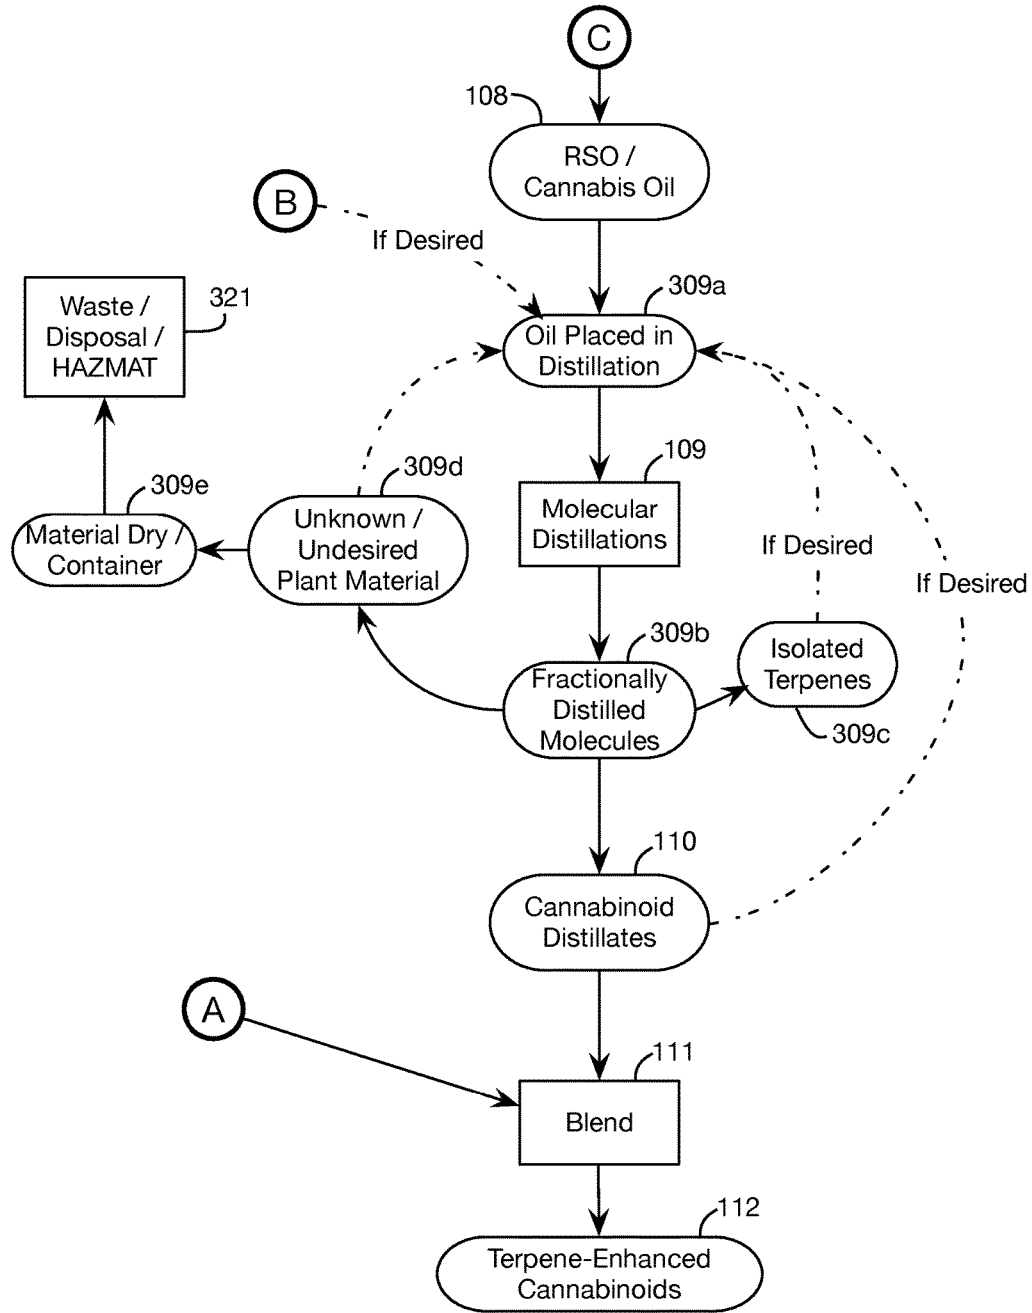 C
108
RSO /
Cannabis Oil
B
If Desired
309a
Oil Placed in
Distillation
Waste /
Disposal /
HAZMAT
321
109
Molecular
Distillations
309d
Unknown /
Undesired
Plant Material
309e
Material Dry /
Container
If Desired
If Desired
309b
Fractionally
Distilled
Molecules
Isolated
Terpenes
309c
110
Cannabinoid
Distillates
A
111
Blend
112
Terpene-Enhanced
Cannabinoids